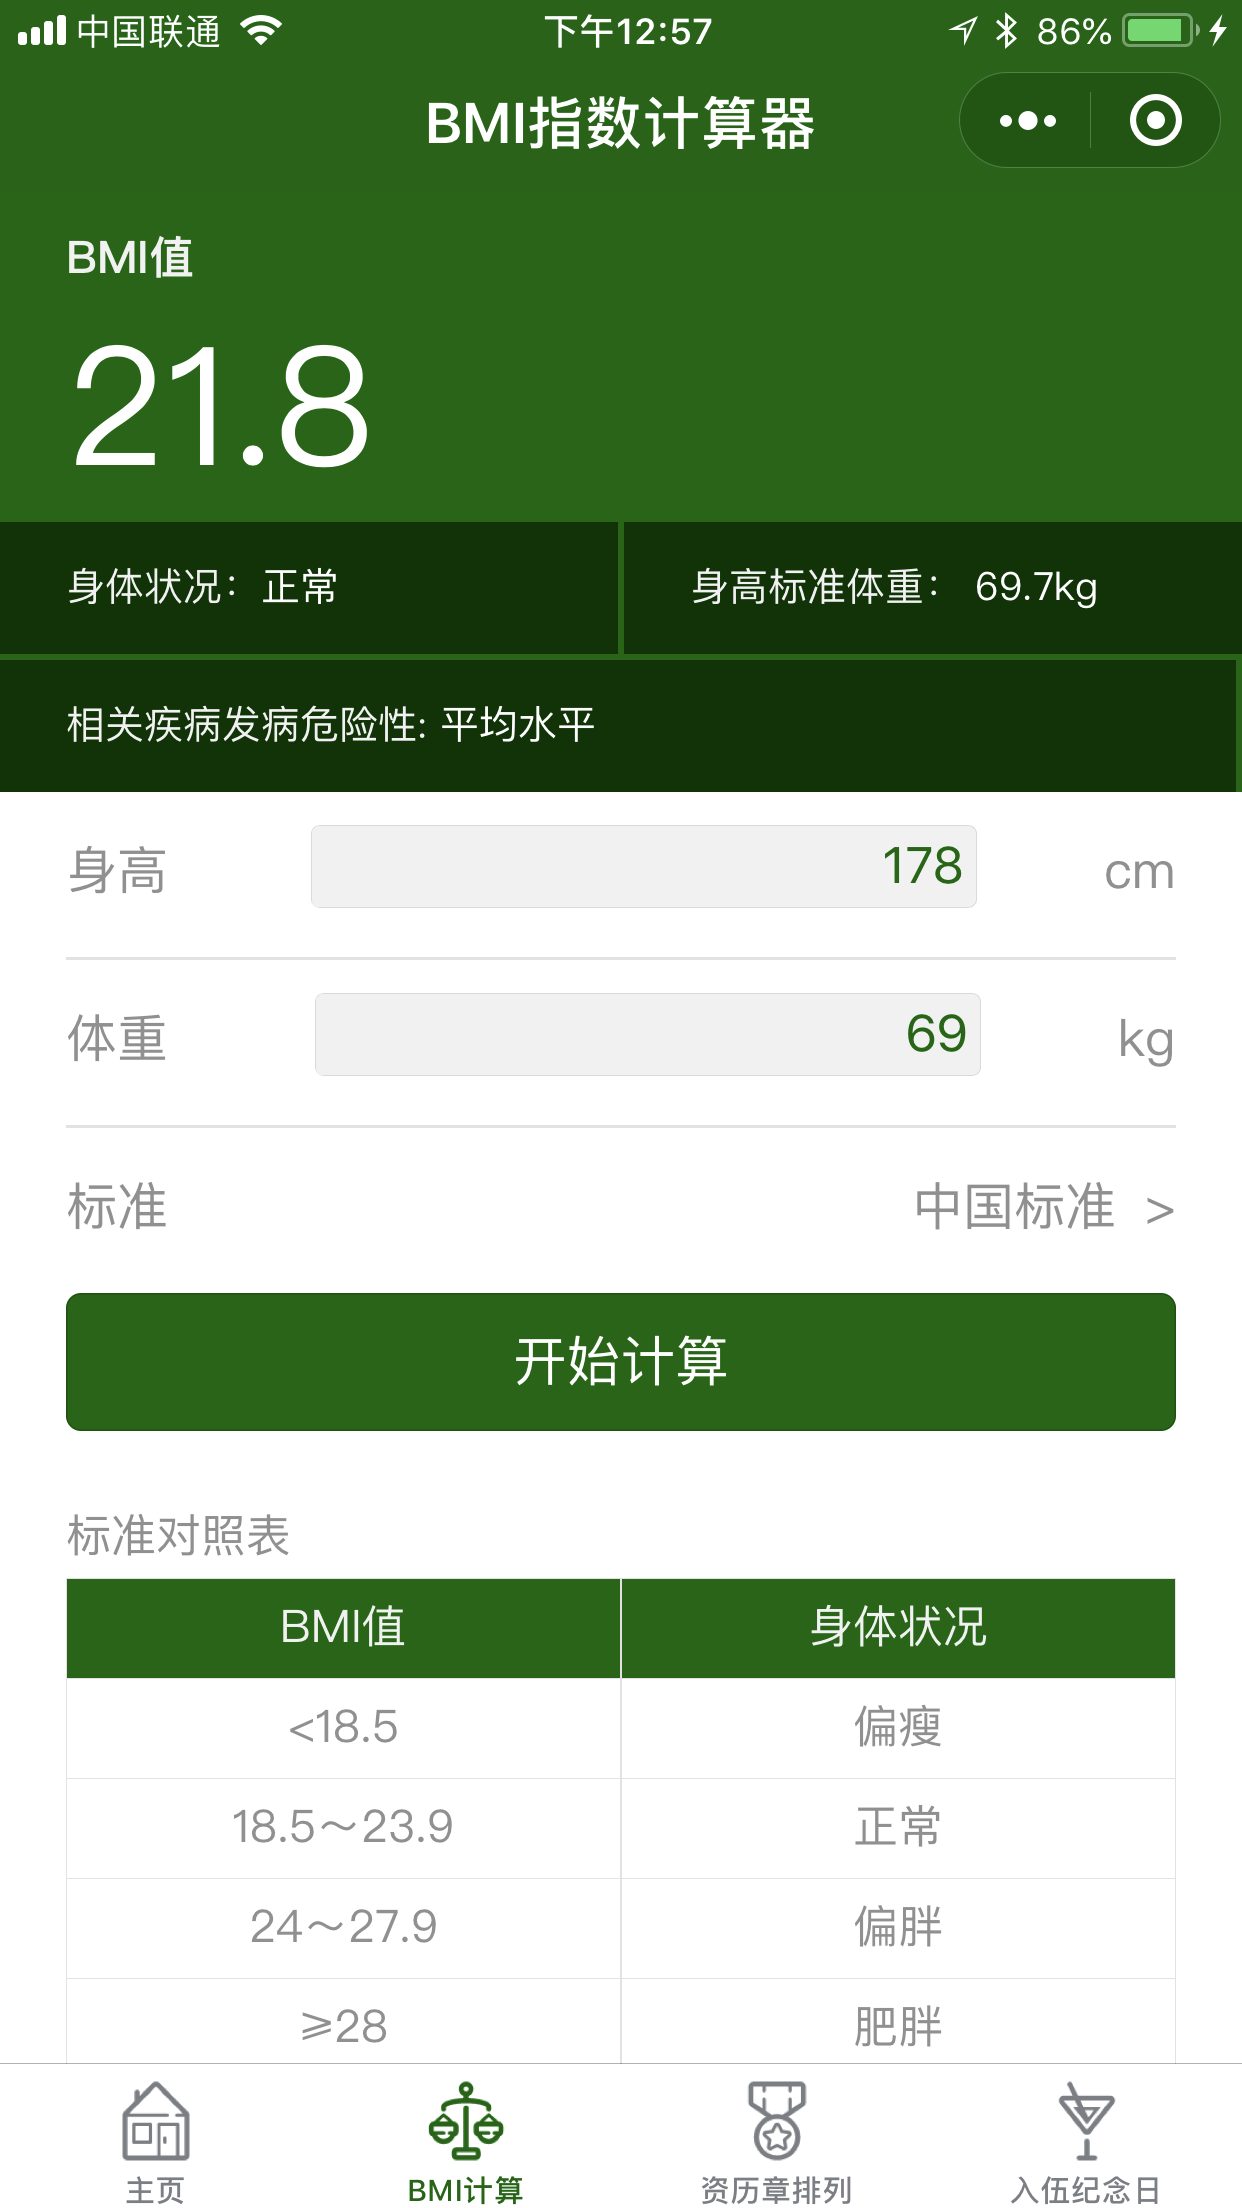 中国联通 下午12:57 86%
BMI指数计算器
BMI值
21.8
身体状况： 正常 身高标准体重： 69.7kg
相关疾病发病危险性: 平均水平
身高 178 cm
体重 69 kg
标准 中国标准 >
开始计算
标准对照表
BMI值 身体状况
<18.5 偏瘦
18.5～23.9 正常
24～27.9 偏胖
≥28 肥胖
主页 BMI计算 资历章排列 入伍纪念日